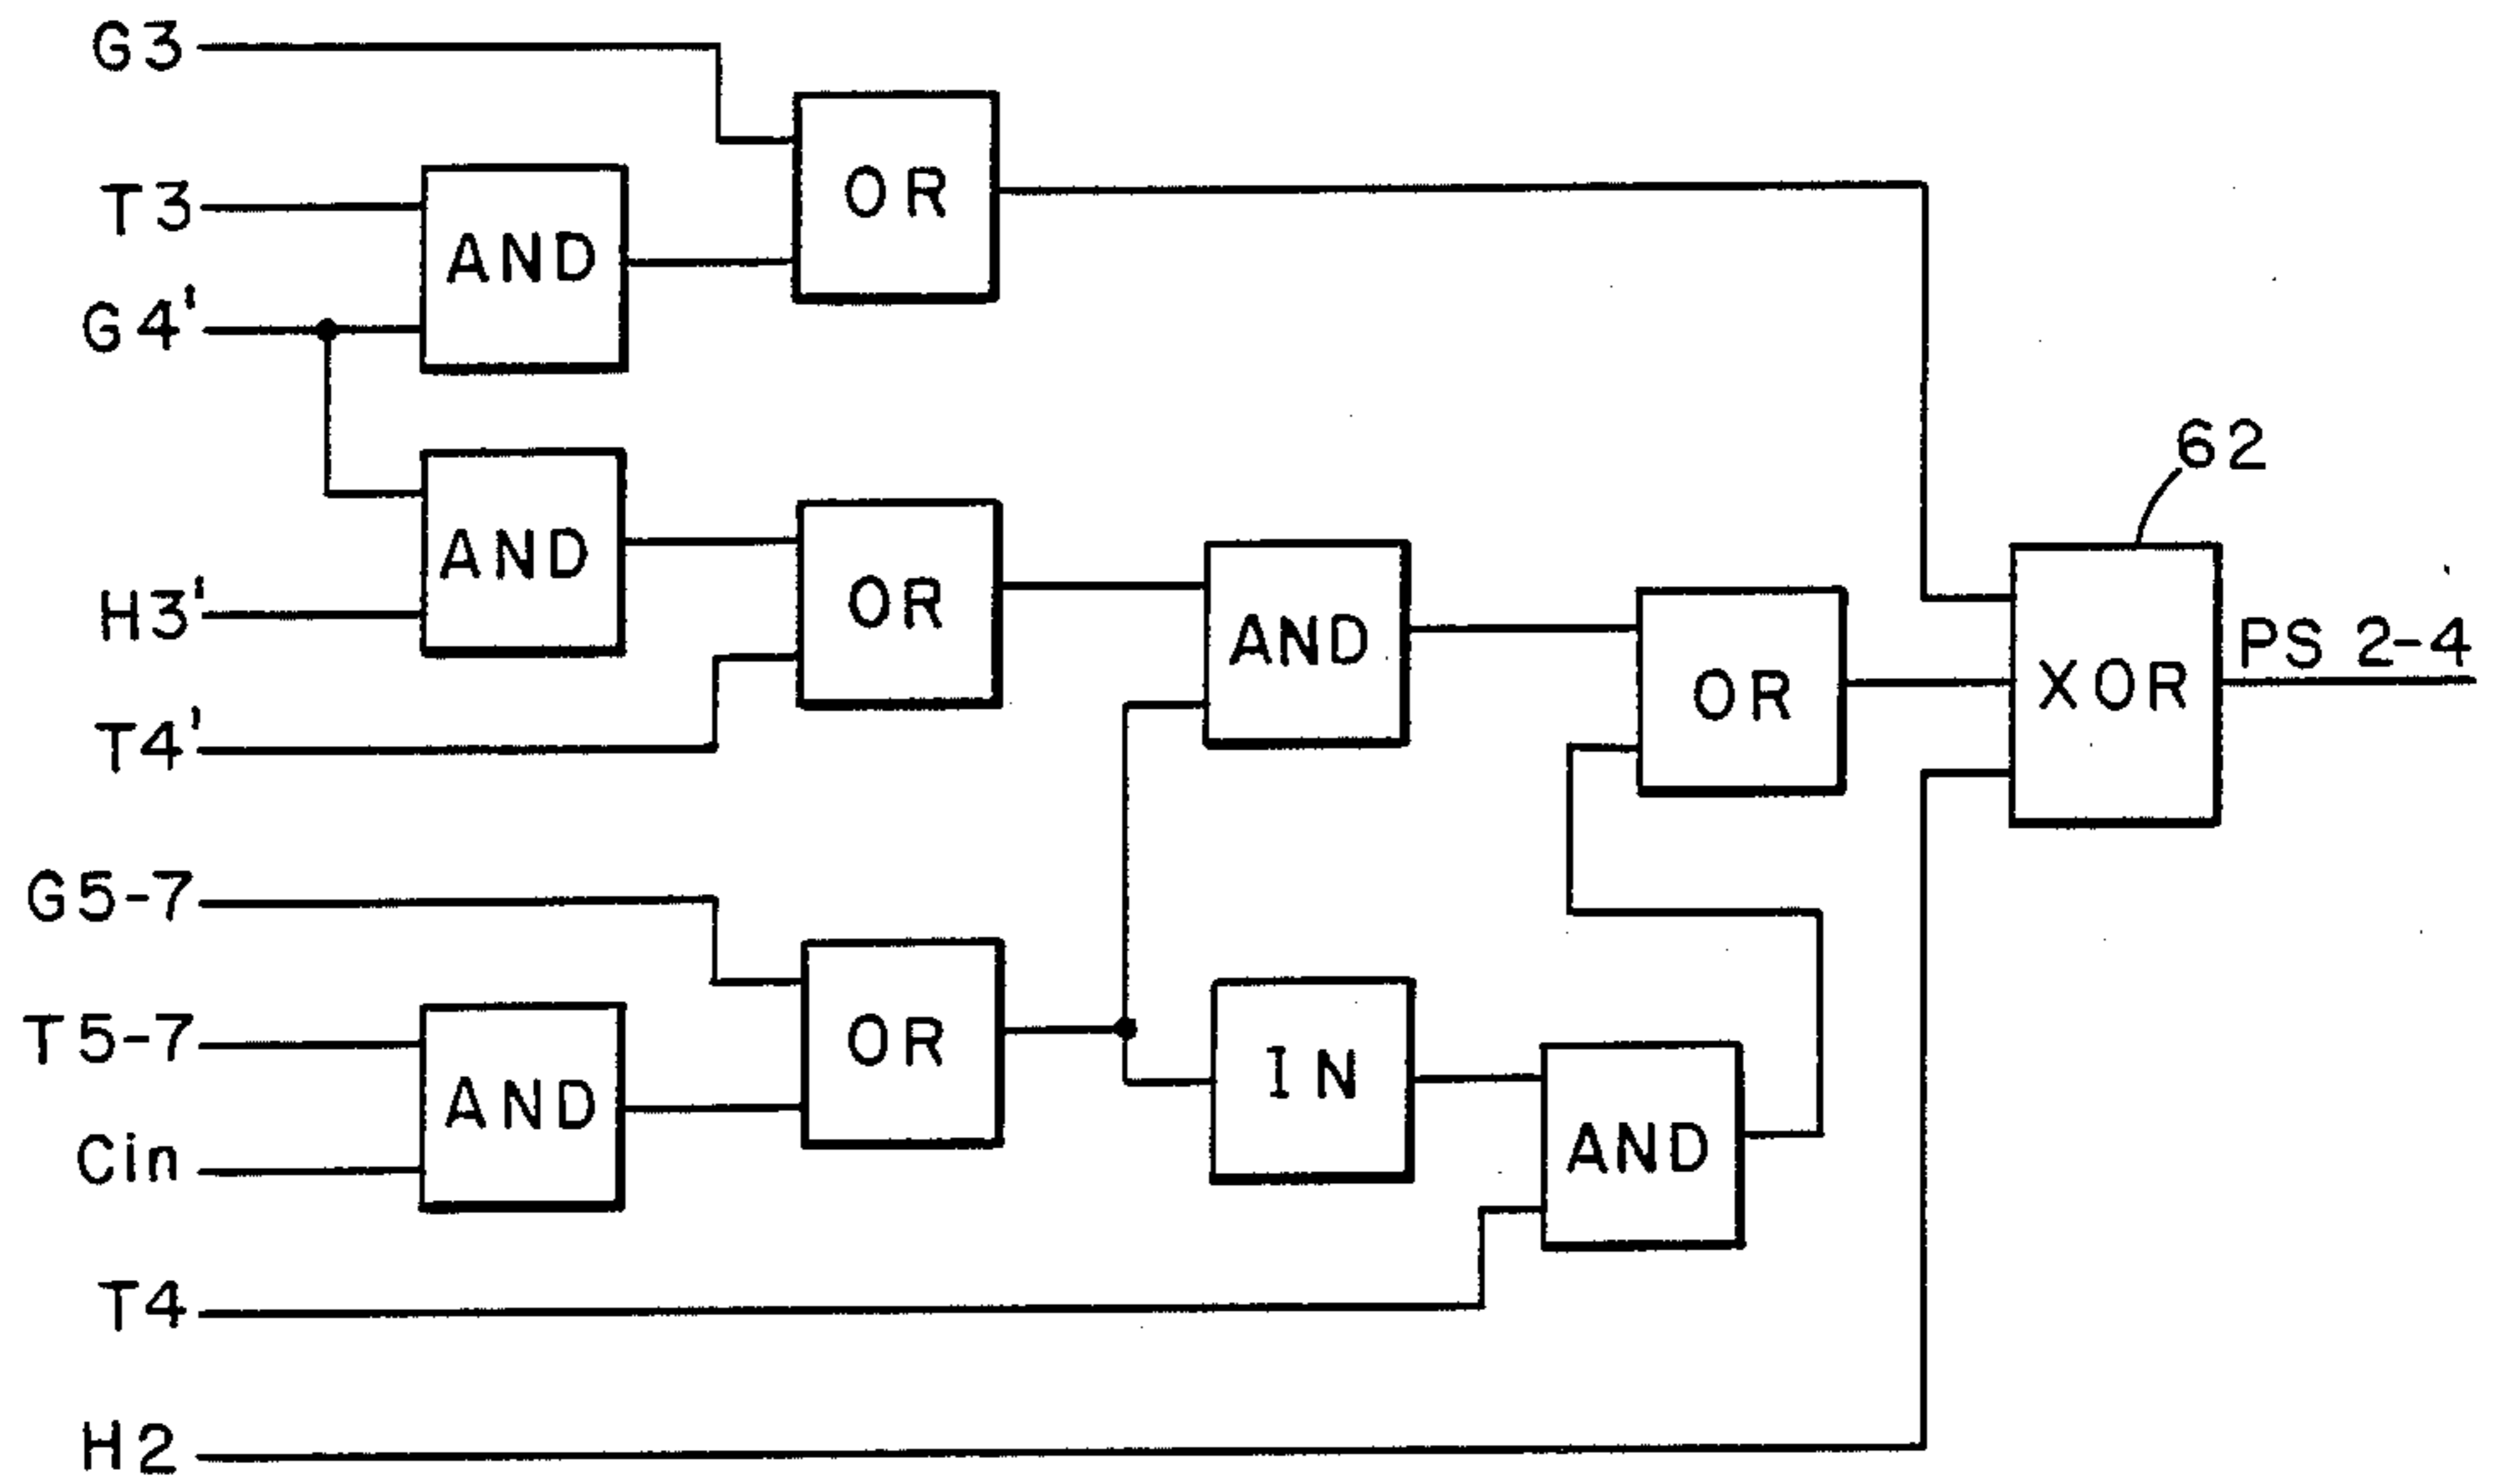 G3
OR
T3
AND
G4'
62
AND
OR
H3'
AND
OR
XOR
PS 2-4
T4'
G5-7
OR
T5-7
AND
IN
AND
Cin
T4
H2